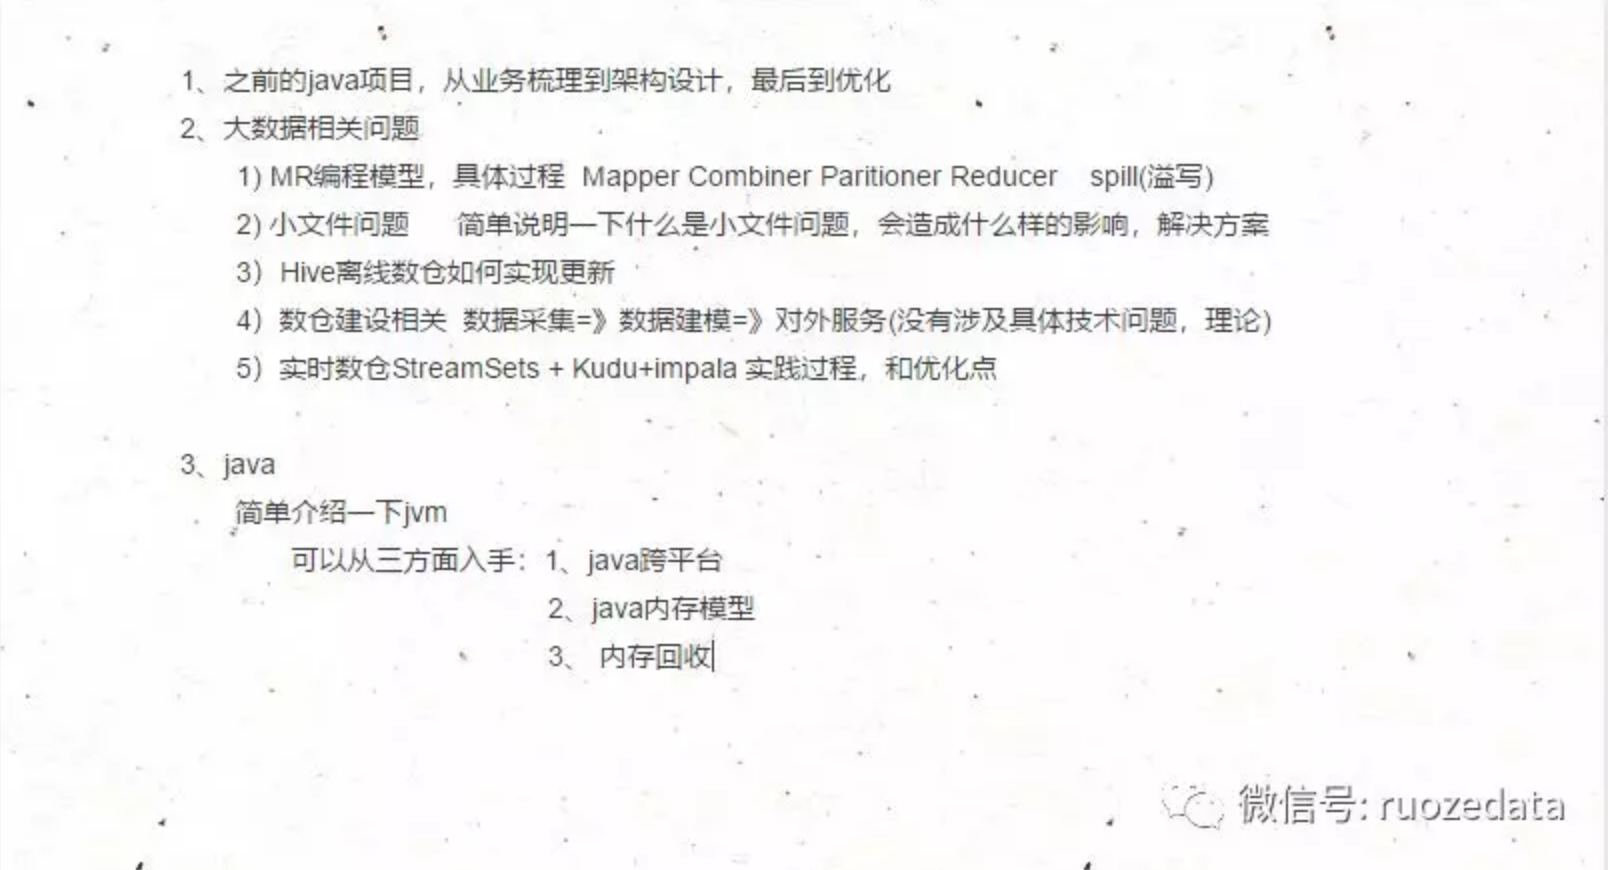 1、之前的java项目，从业务梳理到架构设计，最后到优化
2、大数据相关问题
1) MR编程模型，具体过程 Mapper Combiner Paritioner Reducer spill(溢写)
2) 小文件问题 简单说明一下什么是小文件问题，会造成什么样的影响，解决方案
3）Hive离线数仓如何实现更新
4）数仓建设相关 数据采集=》数据建模=》对外服务(没有涉及具体技术问题，理论)
5）实时数仓StreamSets + Kudu+impala 实践过程，和优化点
3、java
简单介绍一下jvm
可以从三方面入手：1、java跨平台
2、java内存模型
3、 内存回收
微信号: ruozedata